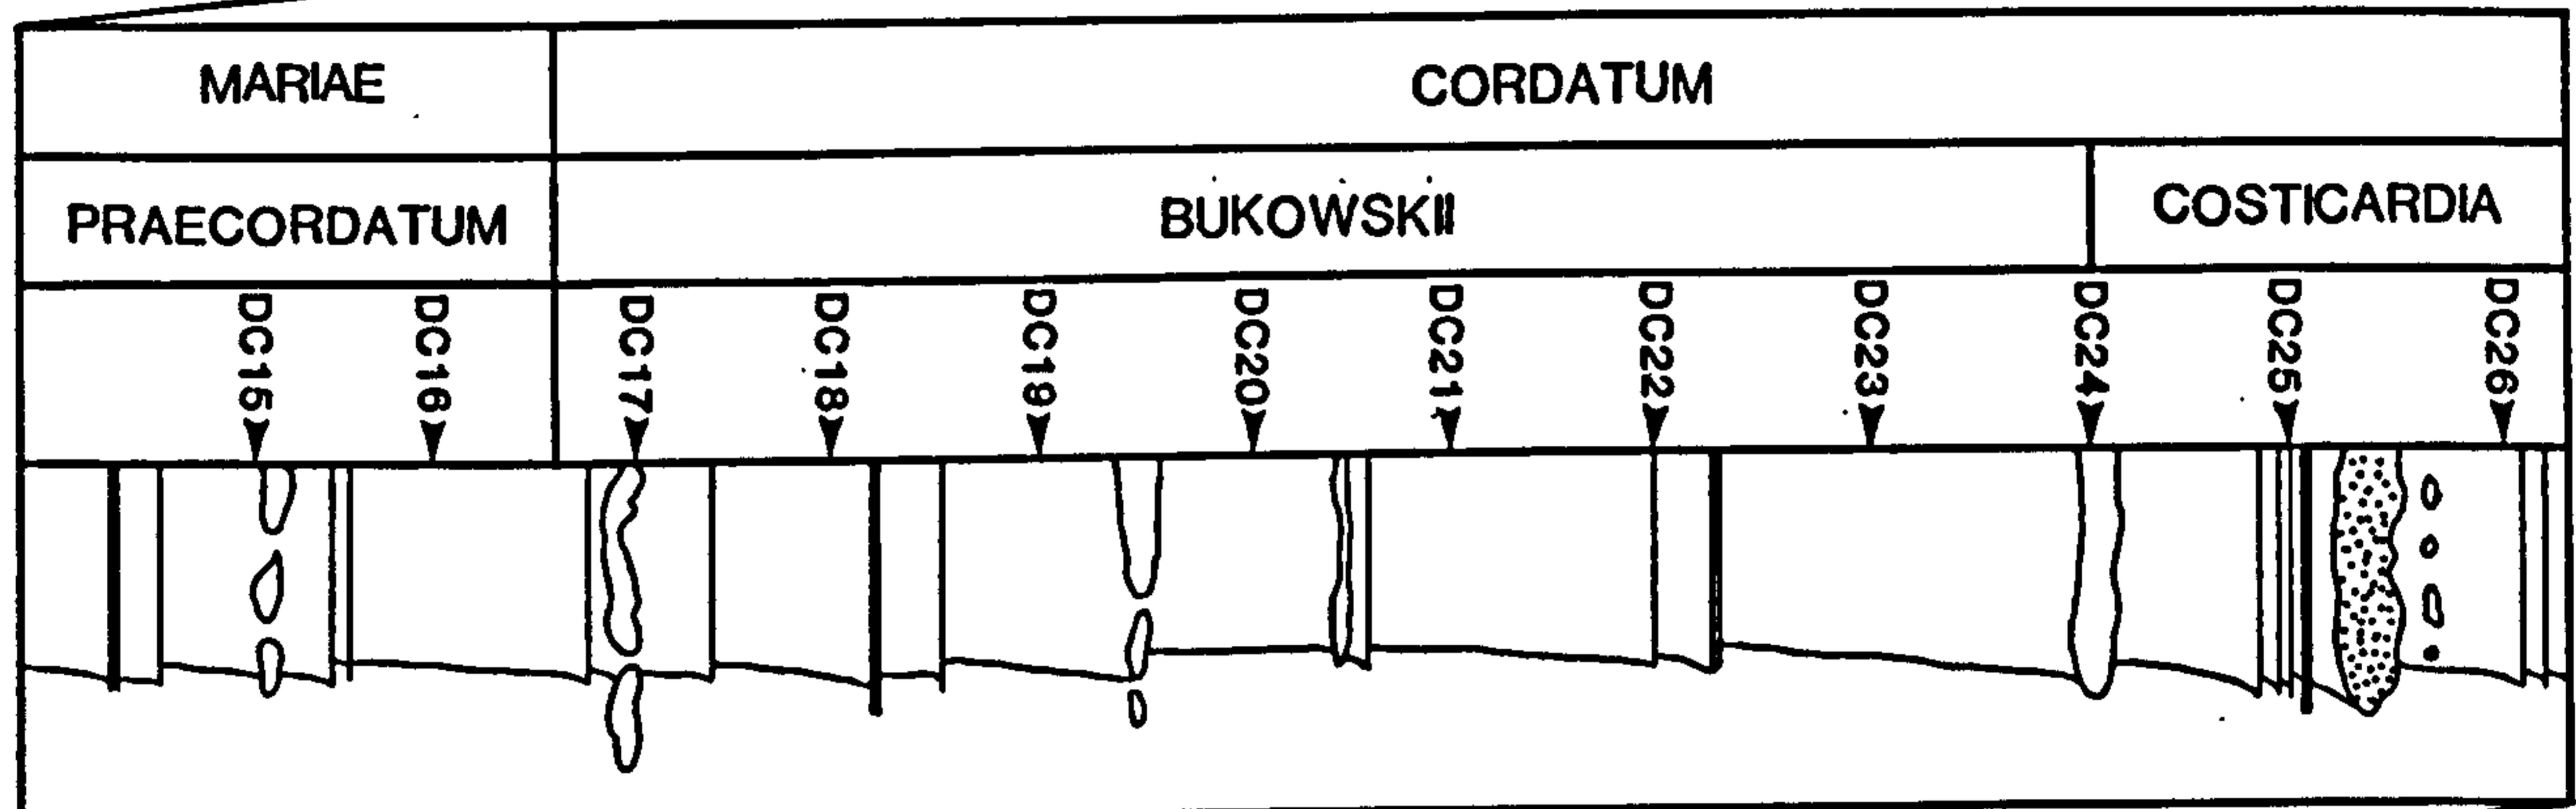 MARIAE CORDATUM
PRAECORDATUM BUKOWSKII COSTICARDIA
DC15 DC16 DC17 DC18 DC19 DC20 DC21 DC22 DC23 DC24 DC25 DC26